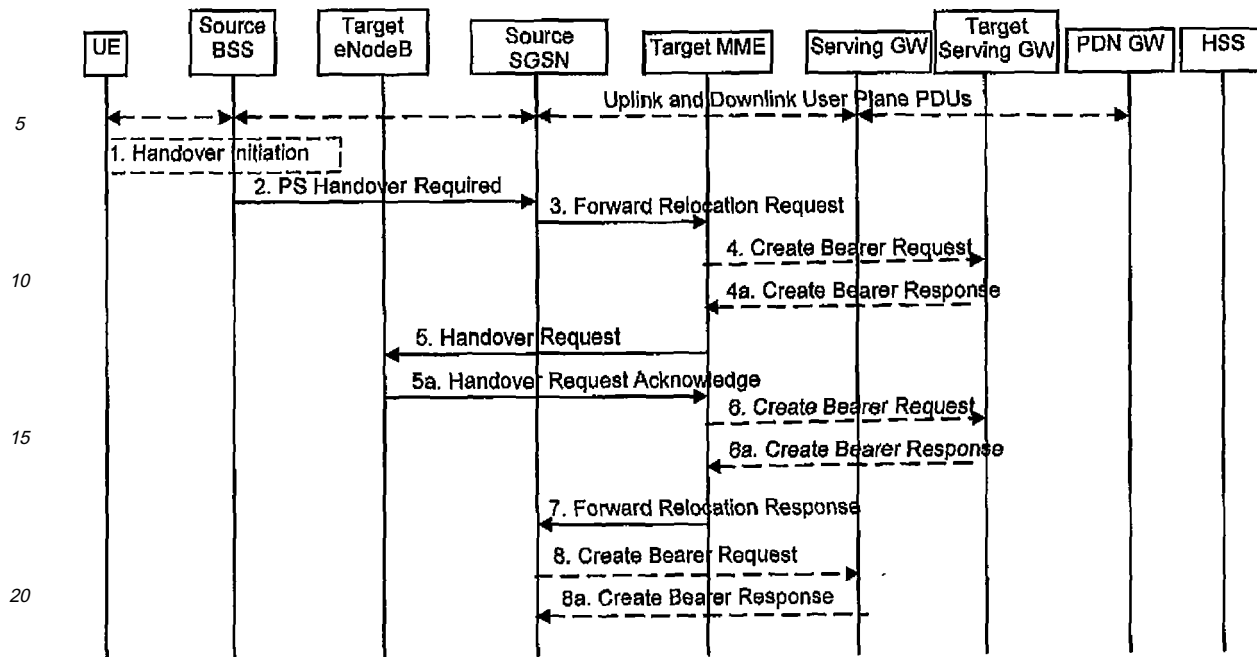 UE
Source
BSS
Target
eNodeB
Source
SGSN
Target MME
Serving GW
Target
Serving GW
PDN GW
HSS
Uplink and Downlink User Plane PDUs
5
1. Handover Initiation
2. PS Handover Required
3. Forward Relocation Request
4. Create Bearer Request
10
4a. Create Bearer Response
5. Handover Request
5a. Handover Request Acknowledge
6. Create Bearer Request
15
6a. Create Bearer Response
7. Forward Relocation Response
8. Create Bearer Request
20
8a. Create Bearer Response